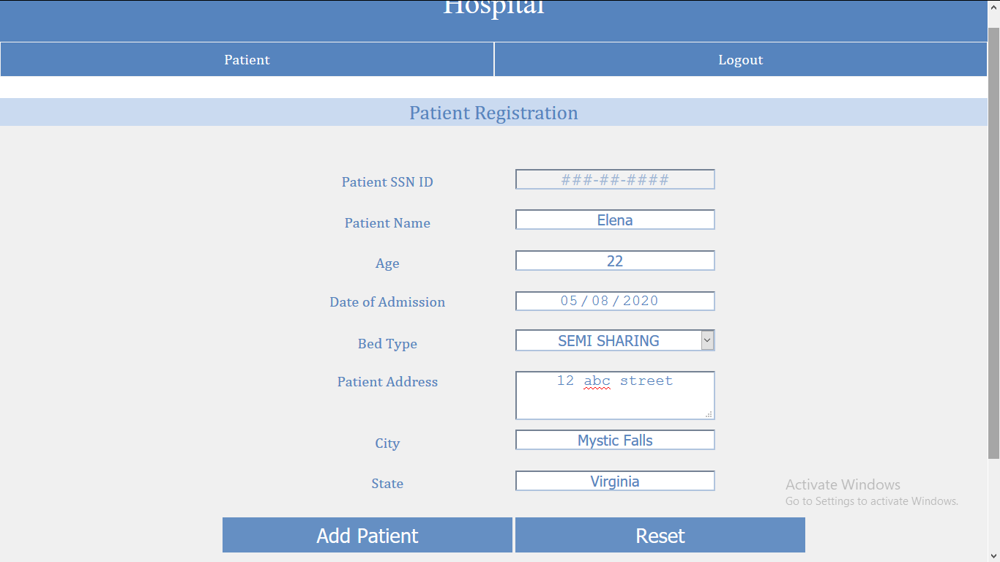 Hospital
Patient Logout
Patient Registration
Patient SSN ID ###-##-####
Patient Name Elena
Age 22
Date of Admission 05 / 08 / 2020
Bed Type SEMI SHARING
Patient Address 12 abc street
City Mystic Falls
State Virginia
Activate Windows
Go to Settings to activate Windows.
Add Patient Reset